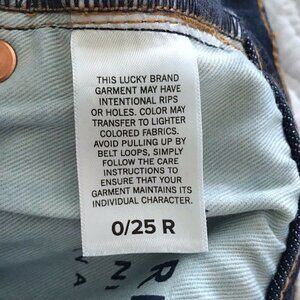 THIS LUCKY BRAND
GARMENT MAY HAVE
INTENTIONAL RIPS
OR HOLES. COLOR MAY
TRANSFER TO LIGHTER
COLORED FABRICS.
AVOID PULLING UP BY
BELT LOOPS, SIMPLY
FOLLOW THE CARE
INSTRUCTIONS TO
ENSURE THAT YOUR
GARMENT MAINTAINS ITS
INDIVIDUAL CHARACTER.
0/25 R